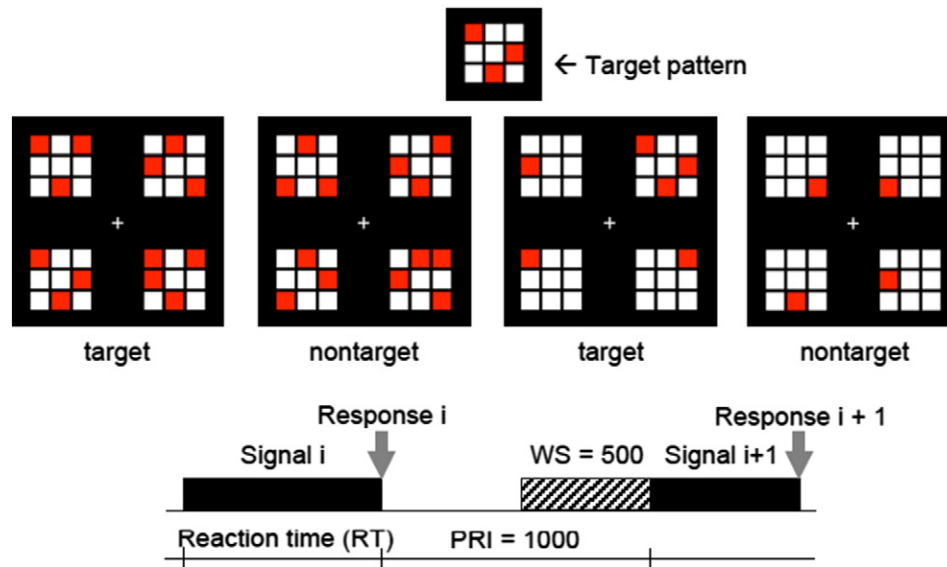 ← Target pattern
target nontarget target nontarget
Response i Response i + 1
Signal i WS = 500 Signal i+1
Reaction time (RT) PRI = 1000